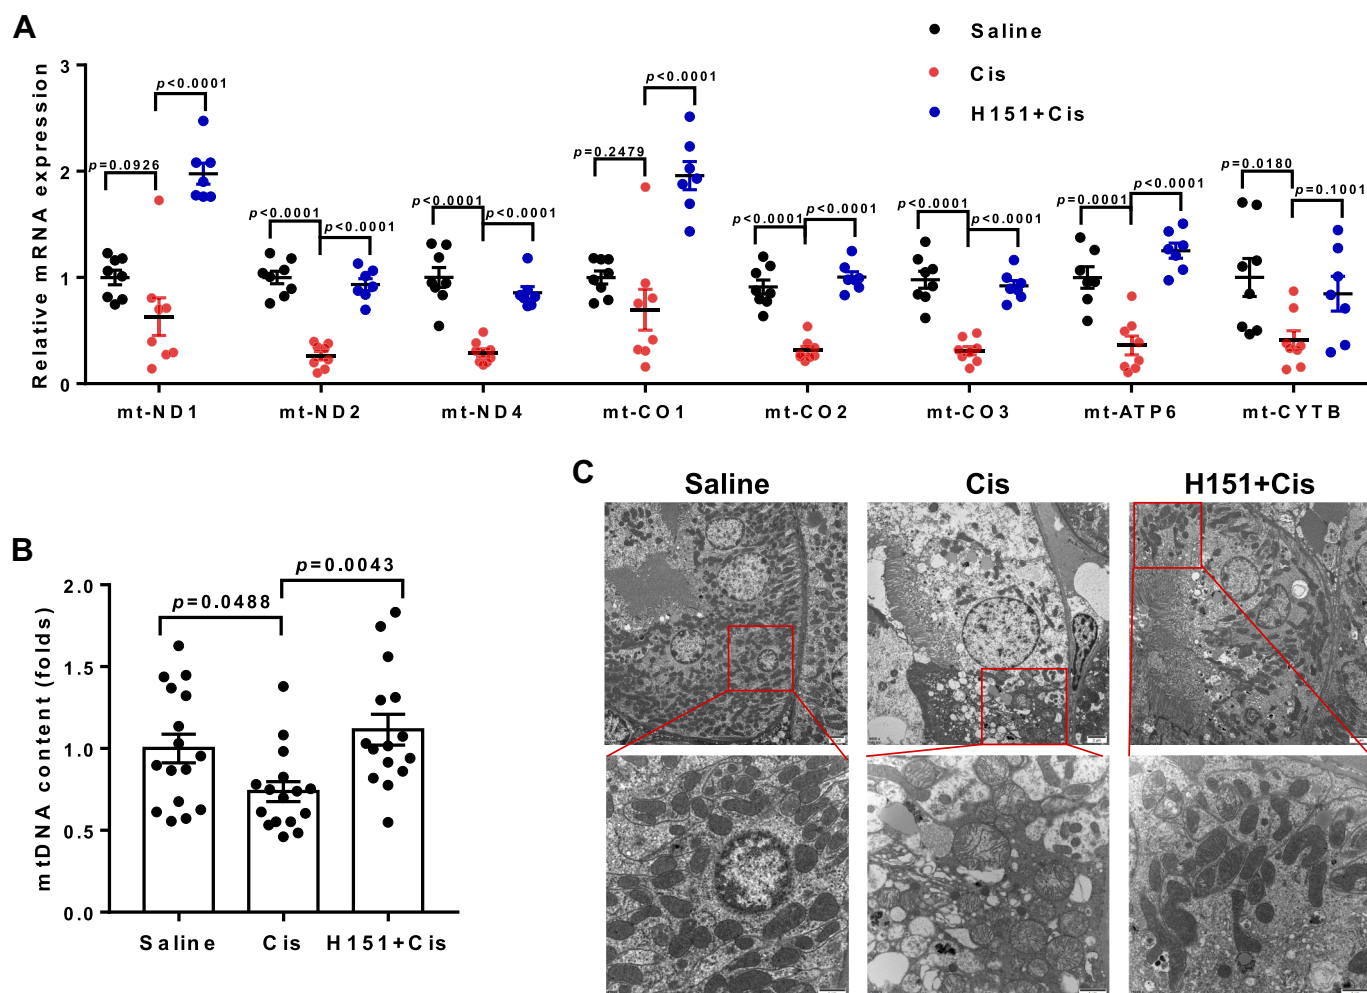 A
Saline
Cis
H151+Cis
Relative mRNA expression
3
2
1
0
p=0.0926
p<0.0001
p<0.0001
p<0.0001
p<0.0001
p<0.0001
p=0.2479
p<0.0001
p<0.0001
p<0.0001
p<0.0001
p<0.0001
p=0.0001
p<0.0001
p=0.0180
p=0.1001
mt-ND1 mt-ND2 mt-ND4 mt-CO1 mt-CO2 mt-CO3 mt-ATP6 mt-CYTB
B
mtDNA content (folds)
2.0
1.5
1.0
0.5
0.0
p=0.0488
p=0.0043
Saline Cis H151+Cis
C
Saline Cis H151+Cis